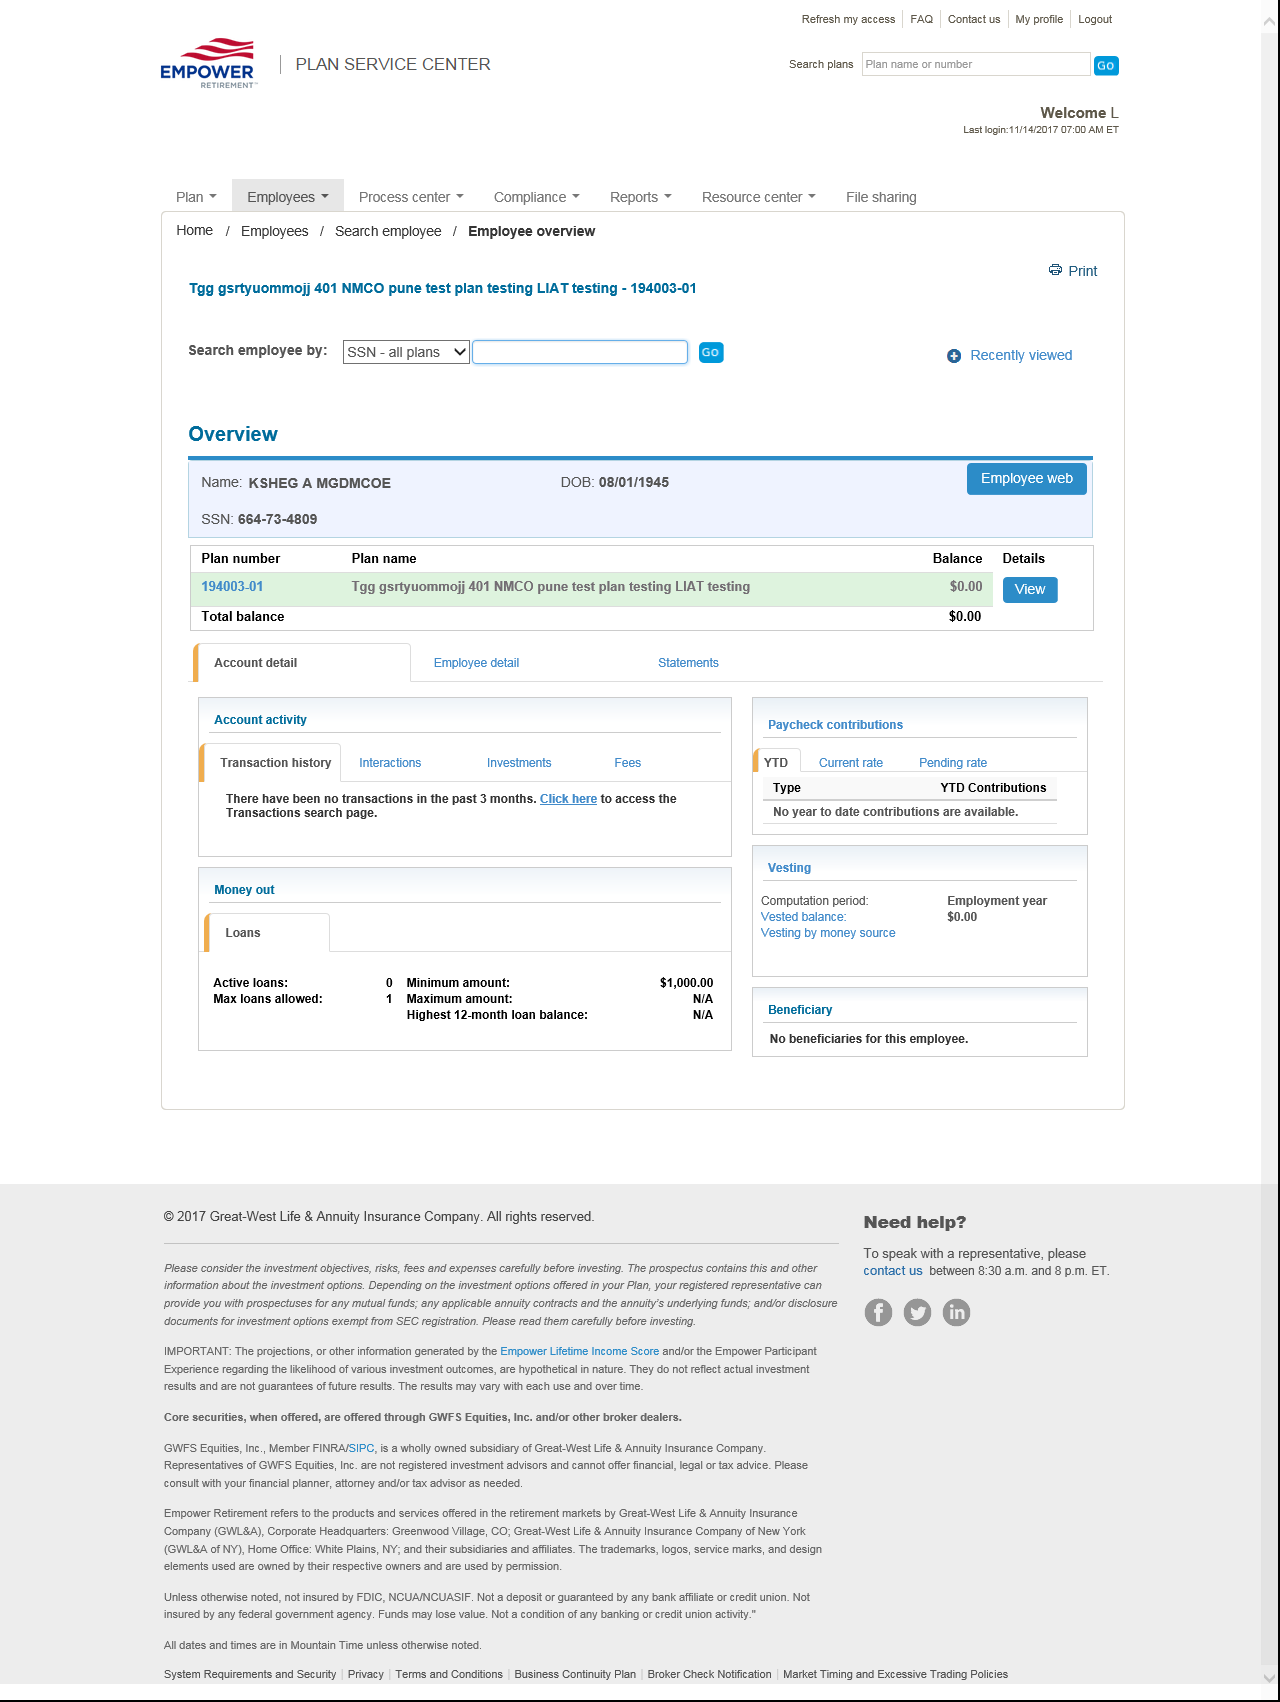 Refresh my access FAQ Contact us My profile Logout
EMPOWER
RETIREMENT
PLAN SERVICE CENTER
Search plans Plan name or number Go
Welcome L
Last login:11/14/2017 07:00 AM ET
Plan Employees Process center Compliance Reports Resource center File sharing
Home / Employees / Search employee / Employee overview
Print
Tgg gsrtyuommojj 401 NMCO pune test plan testing LIAT testing - 194003-01
Search employee by: SSN - all plans Go
Recently viewed
Overview
Name: KSHEG A MGDMCOE DOB: 08/01/1945 Employee web
SSN: 664-73-4809
Plan number Plan name Balance Details
194003-01 Tgg gsrtyuommojj 401 NMCO pune test plan testing LIAT testing $0.00 View
Total balance $0.00
Account detail Employee detail Statements
Account activity
Transaction history Interactions Investments Fees
There have been no transactions in the past 3 months. Click here to access the
Transactions search page.
Money out
Loans
Active loans: 0 Minimum amount: $1,000.00
Max loans allowed: 1 Maximum amount: N/A
Highest 12-month loan balance: N/A
Paycheck contributions
YTD Current rate Pending rate
Type YTD Contributions
No year to date contributions are available.
Vesting
Computation period: Employment year
Vested balance: $0.00
Vesting by money source
Beneficiary
No beneficiaries for this employee.
© 2017 Great-West Life & Annuity Insurance Company. All rights reserved.
Please consider the investment objectives, risks, fees and expenses carefully before investing. The prospectus contains this and other
information about the investment options. Depending on the investment options offered in your Plan, your registered representative can
provide you with prospectuses for any mutual funds; any applicable annuity contracts and the annuity's underlying funds; and/or disclosure
documents for investment options exempt from SEC registration. Please read them carefully before investing.
IMPORTANT: The projections, or other information generated by the Empower Lifetime Income Score and/or the Empower Participant
Experience regarding the likelihood of various investment outcomes, are hypothetical in nature. They do not reflect actual investment
results and are not guarantees of future results. The results may vary with each use and over time.
Core securities, when offered, are offered through GWFS Equities, Inc. and/or other broker dealers.
GWFS Equities, Inc., Member FINRA/SIPC, is a wholly owned subsidiary of Great-West Life & Annuity Insurance Company.
Representatives of GWFS Equities, Inc. are not registered investment advisors and cannot offer financial, legal or tax advice. Please
consult with your financial planner, attorney and/or tax advisor as needed.
Empower Retirement refers to the products and services offered in the retirement markets by Great-West Life & Annuity Insurance
Company (GWL&A), Corporate Headquarters: Greenwood Village, CO; Great-West Life & Annuity Insurance Company of New York
(GWL&A of NY), Home Office: White Plains, NY; and their subsidiaries and affiliates. The trademarks, logos, service marks, and design
elements used are owned by their respective owners and are used by permission.
Unless otherwise noted, not insured by FDIC, NCUA/NCUASIF. Not a deposit or guaranteed by any bank affiliate or credit union. Not
insured by any federal government agency. Funds may lose value. Not a condition of any banking or credit union activity."
All dates and times are in Mountain Time unless otherwise noted.
System Requirements and Security Privacy Terms and Conditions Business Continuity Plan Broker Check Notification Market Timing and Excessive Trading Policies
Need help?
To speak with a representative, please
contact us between 8:30 a.m. and 8 p.m. ET.